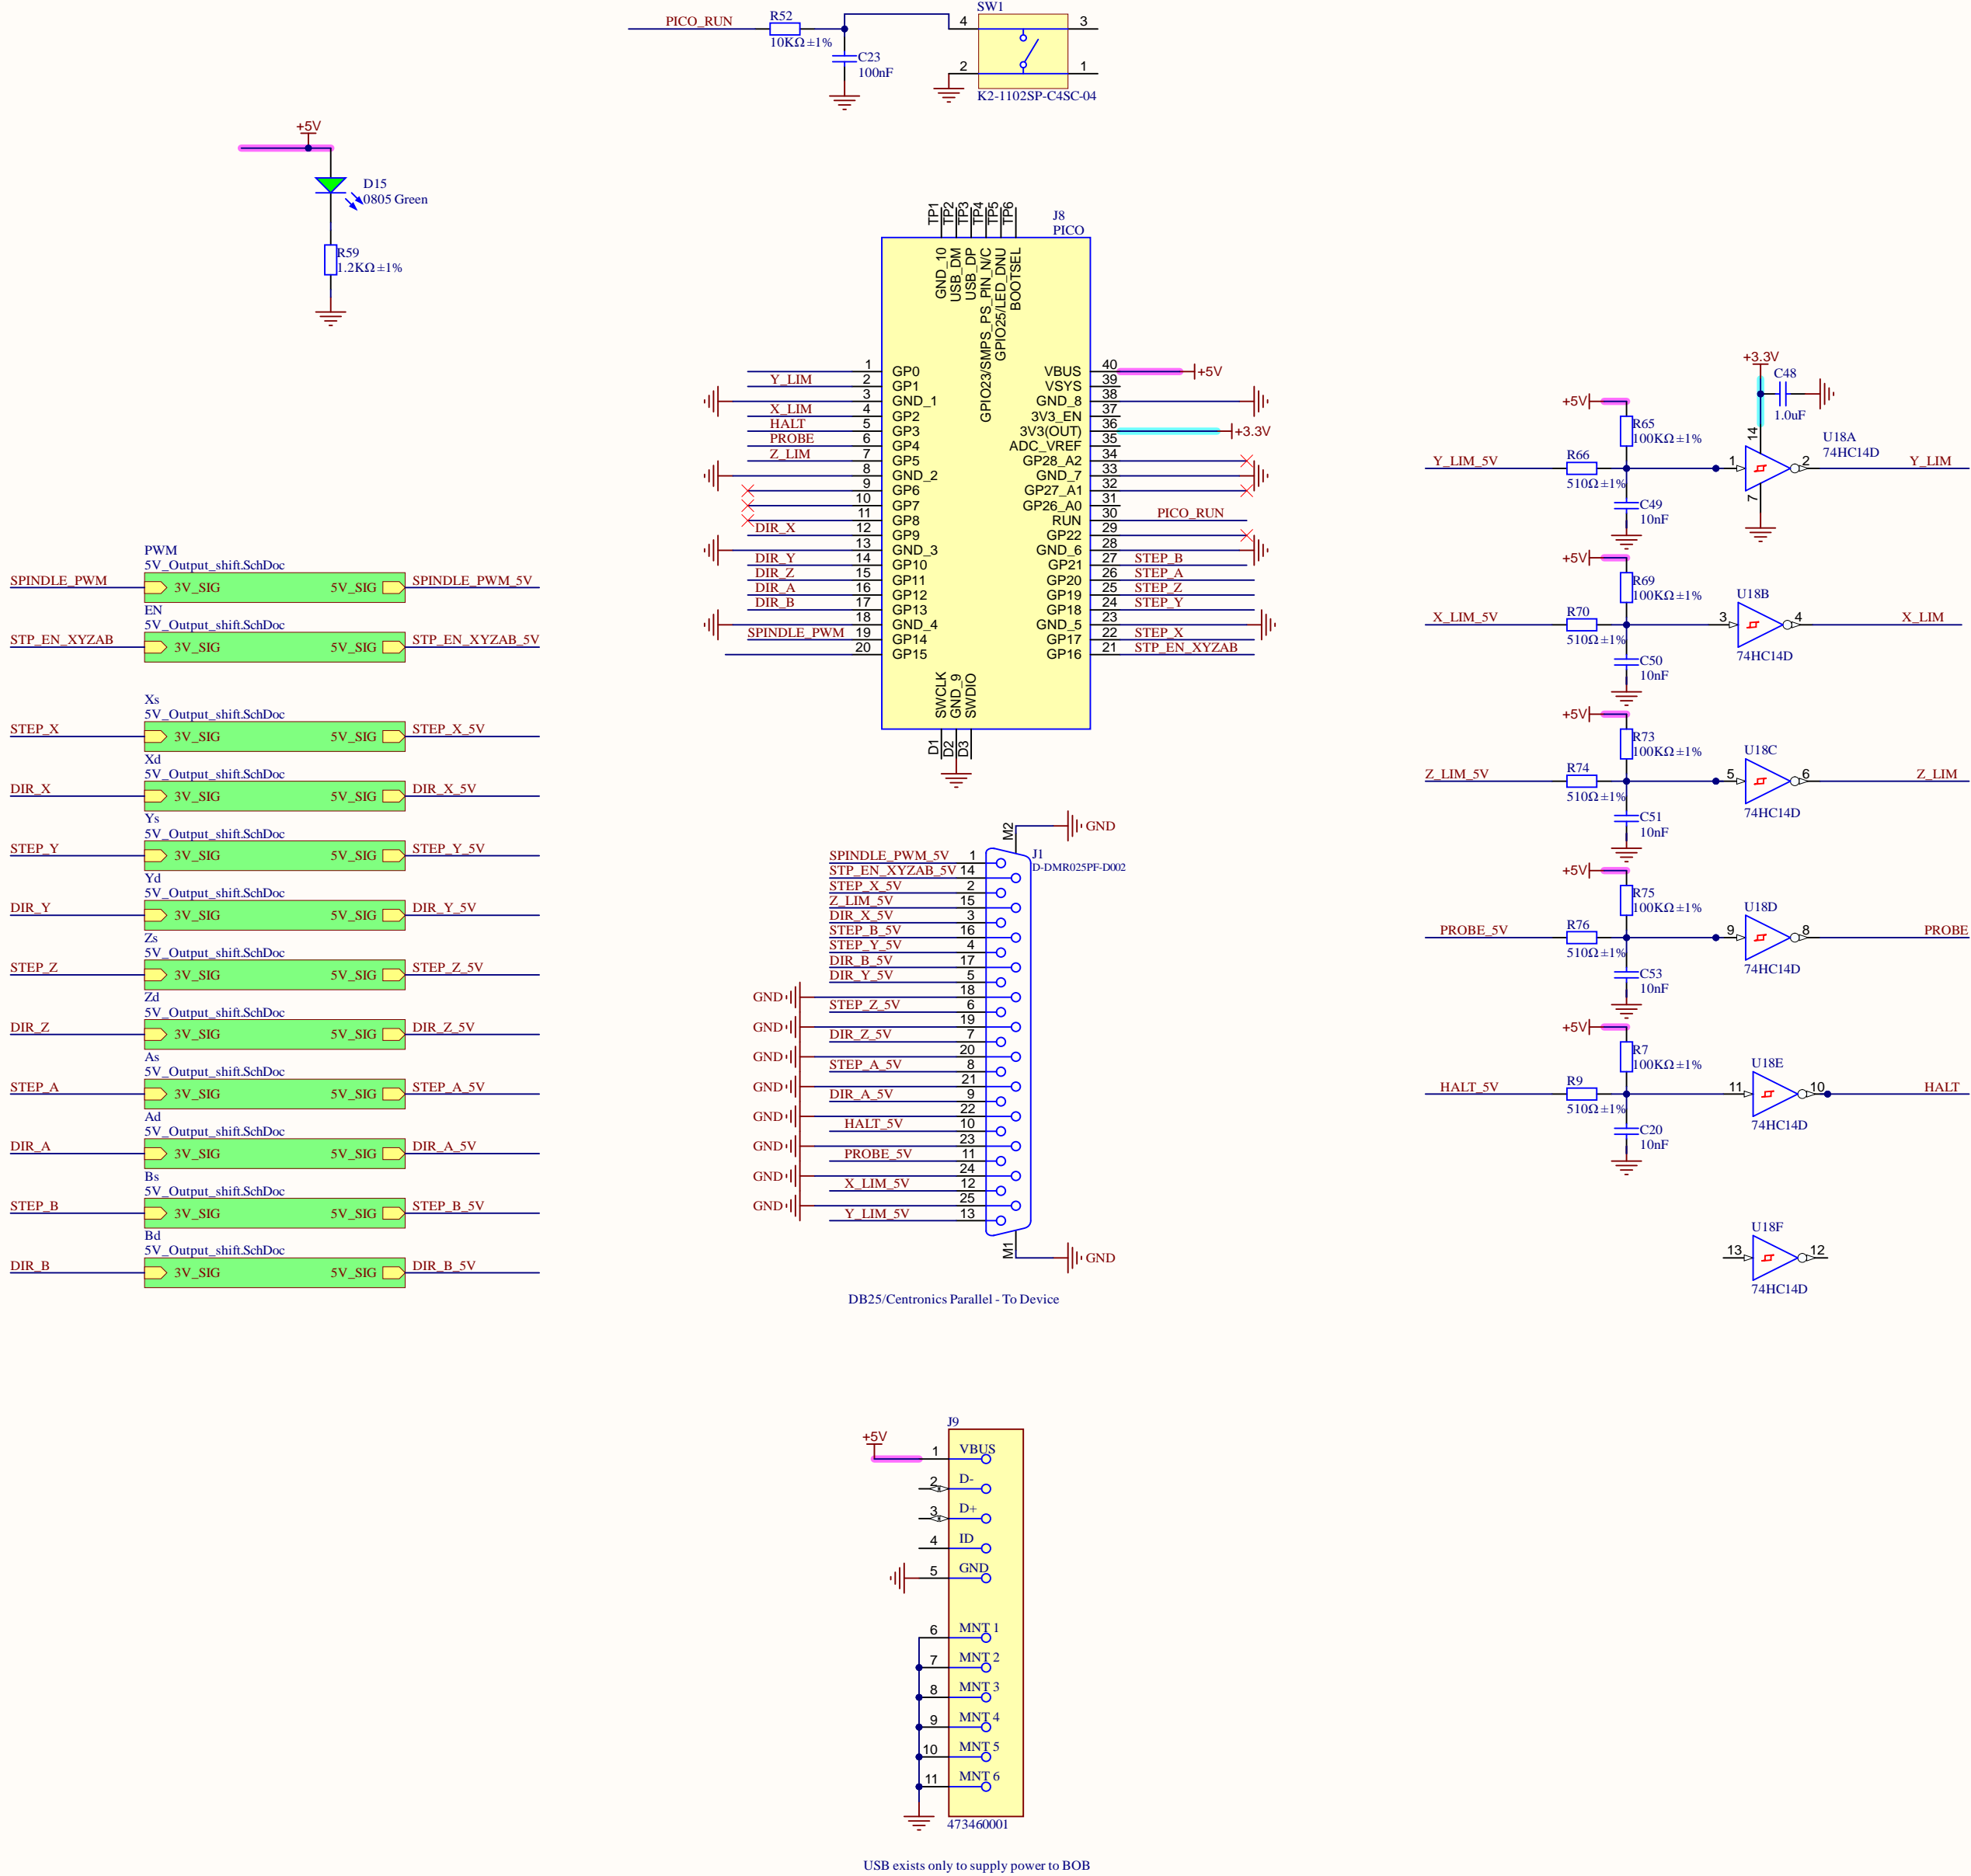 PICO_RUN
R52
10KΩ ±1%
C23
100nF
SW1
4 3
2 1
K2-1102SP-C4SC-04
+5V
D15
0805 Green
R59
1.2KΩ ±1%
J8
PICO
TP1 TP2 TP3 TP4 TP5 TP6
GND_10
USB_DM
USB_DP
GPIO23/SMPS_PS_PIN_N/C
GPIO25/LED_DNU
BOOTSEL
1 GP0
Y_LIM 2 GP1
3 GND_1
X_LIM 4 GP2
HALT 5 GP3
PROBE 6 GP4
Z_LIM 7 GP5
8 GND_2
9 GP6
10 GP7
11 GP8
DIR_X 12 GP9
13 GND_3
DIR_Y 14 GP10
DIR_Z 15 GP11
DIR_A 16 GP12
DIR_B 17 GP13
18 GND_4
SPINDLE_PWM 19 GP14
20 GP15
VBUS 40 +5V
VSYS 39
GND_8 38
3V3_EN 37
3V3(OUT) 36 +3.3V
ADC_VREF 35
GP28_A2 34
GND_7 33
GP27_A1 32
GP26_A0 31
RUN 30 PICO_RUN
GP22 29
GND_6 28
GP21 27 STEP_B
GP20 26 STEP_A
GP19 25 STEP_Z
GP18 24 STEP_Y
GND_5 23
GP17 22 STEP_X
GP16 21 STP_EN_XYZAB
SWCLK
GND_9
SWDIO
D1 D2 D3
PWM
5V_Output_shift.SchDoc
SPINDLE_PWM 3V_SIG 5V_SIG SPINDLE_PWM_5V
EN
5V_Output_shift.SchDoc
STP_EN_XYZAB 3V_SIG 5V_SIG STP_EN_XYZAB_5V
Xs
5V_Output_shift.SchDoc
STEP_X 3V_SIG 5V_SIG STEP_X_5V
Xd
5V_Output_shift.SchDoc
DIR_X 3V_SIG 5V_SIG DIR_X_5V
Ys
5V_Output_shift.SchDoc
STEP_Y 3V_SIG 5V_SIG STEP_Y_5V
Yd
5V_Output_shift.SchDoc
DIR_Y 3V_SIG 5V_SIG DIR_Y_5V
Zs
5V_Output_shift.SchDoc
STEP_Z 3V_SIG 5V_SIG STEP_Z_5V
Zd
5V_Output_shift.SchDoc
DIR_Z 3V_SIG 5V_SIG DIR_Z_5V
As
5V_Output_shift.SchDoc
STEP_A 3V_SIG 5V_SIG STEP_A_5V
Ad
5V_Output_shift.SchDoc
DIR_A 3V_SIG 5V_SIG DIR_A_5V
Bs
5V_Output_shift.SchDoc
STEP_B 3V_SIG 5V_SIG STEP_B_5V
Bd
5V_Output_shift.SchDoc
DIR_B 3V_SIG 5V_SIG DIR_B_5V
M2 GND
J1
D-DMR025PF-D002
SPINDLE_PWM_5V 1
STP_EN_XYZAB_5V 14
STEP_X_5V 2
Z_LIM_5V 15
DIR_X_5V 3
STEP_B_5V 16
STEP_Y_5V 4
DIR_B_5V 17
DIR_Y_5V 5
GND 18
STEP_Z_5V 6
GND 19
DIR_Z_5V 7
GND 20
STEP_A_5V 8
GND 21
DIR_A_5V 9
GND 22
HALT_5V 10
GND 23
PROBE_5V 11
GND 24
X_LIM_5V 12
GND 25
Y_LIM_5V 13
M1 GND
DB25/Centronics Parallel - To Device
+3.3V
C48
1.0uF
+5V
R65
100KΩ ±1%
14
U18A
74HC14D
Y_LIM_5V R66 1 2 Y_LIM
510Ω ±1%
7
C49
10nF
+5V
R69
100KΩ ±1%
U18B
X_LIM_5V R70 3 4 X_LIM
510Ω ±1%
74HC14D
C50
10nF
+5V
R73
100KΩ ±1%
U18C
Z_LIM_5V R74 5 6 Z_LIM
510Ω ±1%
74HC14D
C51
10nF
+5V
R75
100KΩ ±1%
U18D
PROBE_5V R76 9 8 PROBE
510Ω ±1%
74HC14D
C53
10nF
+5V
R7
100KΩ ±1%
U18E
HALT_5V R9 11 10 HALT
510Ω ±1%
74HC14D
C20
10nF
U18F
13 12
74HC14D
J9
+5V
1 VBUS
2 D-
3 D+
4 ID
5 GND
6 MNT 1
7 MNT 2
8 MNT 3
9 MNT 4
10 MNT 5
11 MNT 6
473460001
USB exists only to supply power to BOB